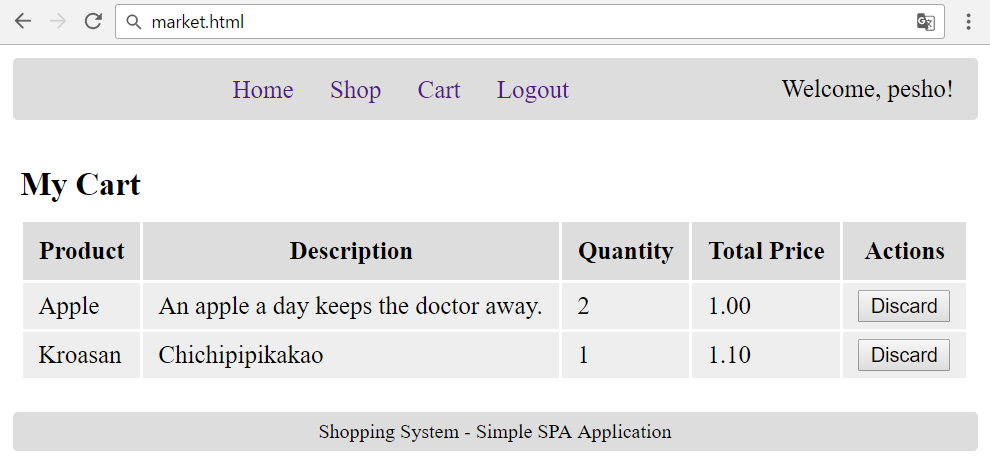 market.html
Home Shop Cart Logout Welcome, pesho!
My Cart
Product Description Quantity Total Price Actions
Apple An apple a day keeps the doctor away. 2 1.00 Discard
Kroasan Chichipipikakao 1 1.10 Discard
Shopping System - Simple SPA Application